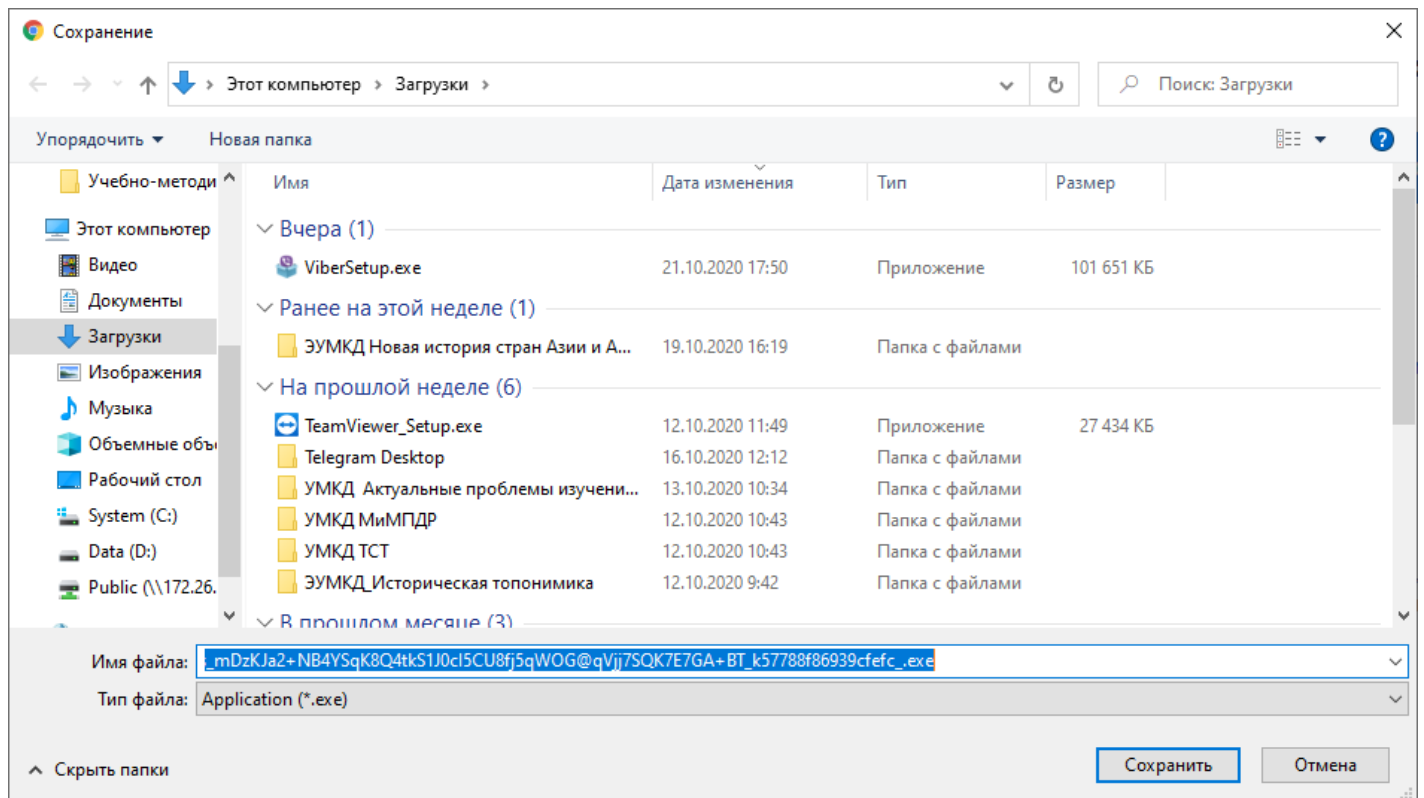 Сохранение
Этот компьютер > Загрузки >
Поиск: Загрузки
Упорядочить
Новая папка
?
Учебно-методи
Этот компьютер
Видео
Документы
Загрузки
Изображения
Музыка
Объемные объ
Рабочий стол
System (C:)
Data (D:)
Public (\\172.26.
Имя Дата изменения Тип Размер
Вчера (1)
ViberSetup.exe 21.10.2020 17:50 Приложение 101 651 КБ
Ранее на этой неделе (1)
ЭУМКД Новая история стран Азии и А... 19.10.2020 16:19 Папка с файлами
На прошлой неделе (6)
TeamViewer_Setup.exe 12.10.2020 11:49 Приложение 27 434 КБ
Telegram Desktop 16.10.2020 12:12 Папка с файлами
УМКД Актуальные проблемы изучени... 13.10.2020 10:34 Папка с файлами
УМКД МиМПДР 12.10.2020 10:43 Папка с файлами
УМКД ТСТ 12.10.2020 10:43 Папка с файлами
ЭУМКД_Историческая топонимика 12.10.2020 9:42 Папка с файлами
В прошлом месяце (3)
Имя файла: _mDzKJa2+NB4YSqK8Q4tkS1J0cI5CU8fj5qWOG@qVjj7SQK7E7GA+BT_k57788f86939cfefc_.exe
Тип файла: Application (*.exe)
Скрыть папки
Сохранить
Отмена